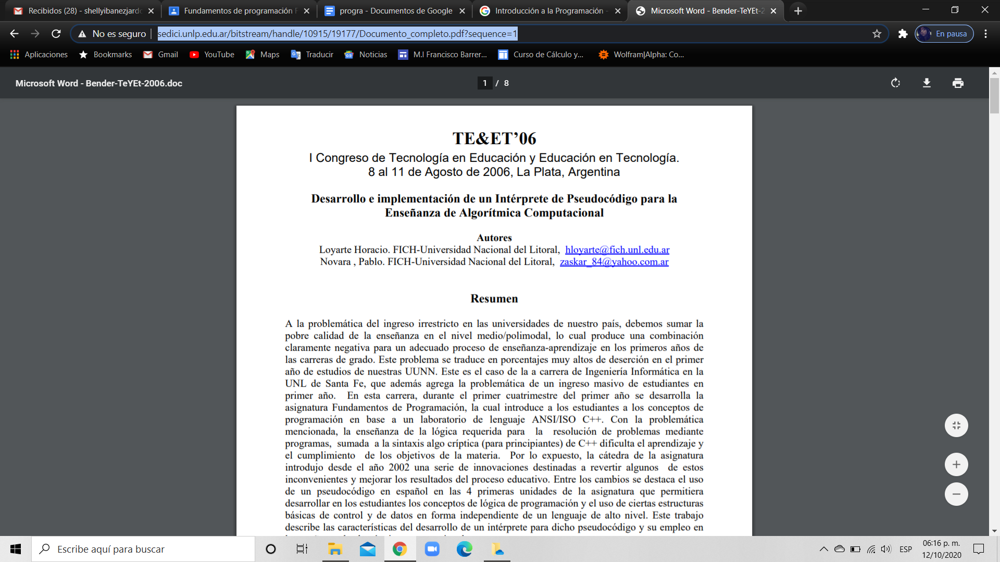 Recibidos (28) - shellyibanezjard
Fundamentos de programación
progra - Documentos de Google
Introducción a la Programación -
Microsoft Word - Bender-TeYEt-2
No es seguro
sedici.unlp.edu.ar/bitstream/handle/10915/19177/Documento_completo.pdf?sequence=1
En pausa
Aplicaciones
Bookmarks
Gmail
YouTube
Maps
Traducir
Noticias
M.I Francisco Barrer...
Curso de Cálculo y...
Wolfram|Alpha: Co...
Microsoft Word - Bender-TeYEt-2006.doc
1 / 8
TE&ET’06
I Congreso de Tecnología en Educación y Educación en Tecnología.
8 al 11 de Agosto de 2006, La Plata, Argentina
Desarrollo e implementación de un Intérprete de Pseudocódigo para la
Enseñanza de Algorítmica Computacional
Autores
Loyarte Horacio. FICH-Universidad Nacional del Litoral, hloyarte@fich.unl.edu.ar
Novara , Pablo. FICH-Universidad Nacional del Litoral, zaskar_84@yahoo.com.ar
Resumen
A la problemática del ingreso irrestricto en las universidades de nuestro país, debemos sumar la
pobre calidad de la enseñanza en el nivel medio/polimodal, lo cual produce una combinación
claramente negativa para un adecuado proceso de enseñanza-aprendizaje en los primeros años de
las carreras de grado. Este problema se traduce en porcentajes muy altos de deserción en el primer
año de estudios de nuestras UUNN. Este es el caso de la a carrera de Ingeniería Informática en la
UNL de Santa Fe, que además agrega la problemática de un ingreso masivo de estudiantes en
primer año. En esta carrera, durante el primer cuatrimestre del primer año se desarrolla la
asignatura Fundamentos de Programación, la cual introduce a los estudiantes a los conceptos de
programación en base a un laboratorio de lenguaje ANSI/ISO C++. Con la problemática
mencionada, la enseñanza de la lógica requerida para la resolución de problemas mediante
programas, sumada a la sintaxis algo críptica (para principiantes) de C++ dificulta el aprendizaje y
el cumplimiento de los objetivos de la materia. Por lo expuesto, la cátedra de la asignatura
introdujo desde el año 2002 una serie de innovaciones destinadas a revertir algunos de estos
inconvenientes y mejorar los resultados del proceso educativo. Entre los cambios se destaca el uso
de un pseudocódigo en español en las 4 primeras unidades de la asignatura que permitiera
desarrollar en los estudiantes los conceptos de lógica de programación y el uso de ciertas estructuras
básicas de control y de datos en forma independiente de un lenguaje de alto nivel. Este trabajo
describe las características del desarrollo de un intérprete para dicho pseudocódigo y su empleo en
Escribe aquí para buscar
ESP
06:16 p. m.
12/10/2020